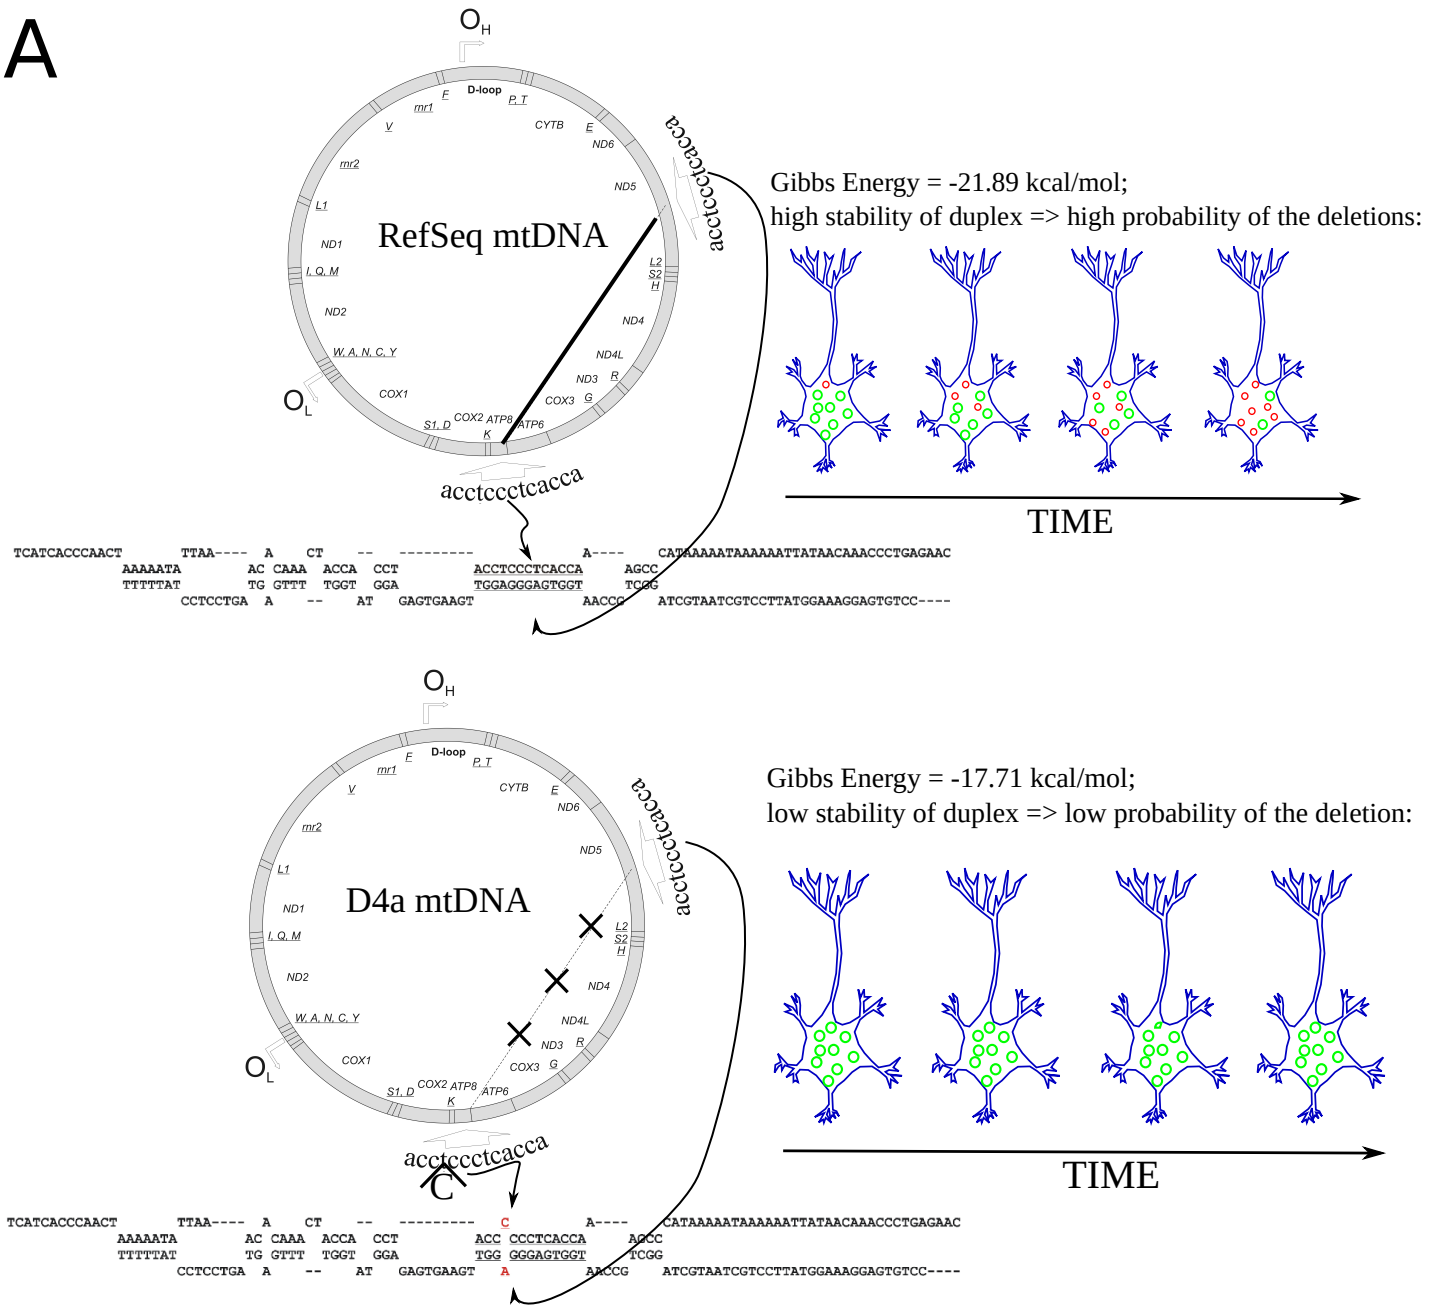 A
O_H
D-loop
F
P, T
rnr1
V
CYTB
E
ND6
rnr2
ND5
acctccctcacca
L1
RefSeq mtDNA
ND1
I, Q, M
L2
S2
H
ND2
ND4
W, A, N, C, Y
ND4L
O_L
ND3
R
COX1
COX3
G
S1, D
COX2
ATP8
ATP6
K
acctccctcacca
Gibbs Energy = -21.89 kcal/mol;
high stability of duplex => high probability of the deletions:
TIME
TCATCACCCAACT TTAA---- A CT -- --------- A---- CATAAAAATAAAAAATTATAACAAACCCTGAGAAC
AAAAATA AC CAAA ACCA CCT ACCTCCCTCACCA AGCC
TTTTTAT TG GTTT TGGT GGA TGGAGGGAGTGGT TCGG
CCTCCTGA A -- AT GAGTGAAGT AACCG ATCGTAATCGTCCTTATGGAAAGGAGTGTCC----
O_H
D-loop
F
P, T
rnr1
V
CYTB
E
ND6
rnr2
ND5
acctccctcacca
L1
D4a mtDNA
ND1
I, Q, M
L2
S2
H
ND2
ND4
W, A, N, C, Y
ND4L
O_L
ND3
R
COX1
COX3
G
S1, D
COX2
ATP8
ATP6
K
acctccctcacca
C
Gibbs Energy = -17.71 kcal/mol;
low stability of duplex => low probability of the deletion:
TIME
TCATCACCCAACT TTAA---- A CT -- --------- C A---- CATAAAAATAAAAAATTATAACAAACCCTGAGAAC
AAAAATA AC CAAA ACCA CCT ACC CCCTCACCA AGCC
TTTTTAT TG GTTT TGGT GGA TGG GGGAGTGGT TCGG
CCTCCTGA A -- AT GAGTGAAGT A AACCG ATCGTAATCGTCCTTATGGAAAGGAGTGTCC----